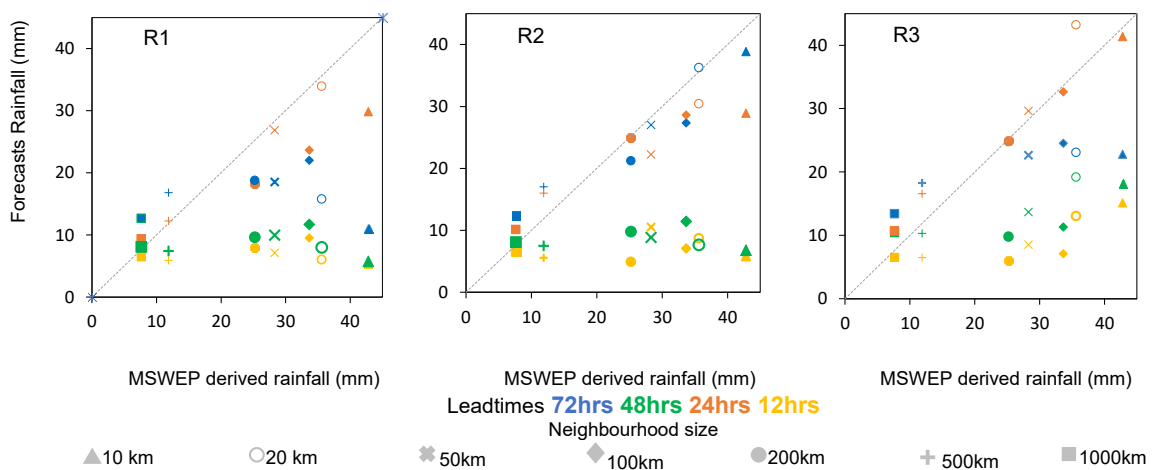 Forecasts Rainfall (mm)
R1
R2
R3
40
30
20
10
0
0 10 20 30 40
40
30
20
10
0
0 10 20 30 40
40
30
20
10
0
0 10 20 30 40
MSWEP derived rainfall (mm)
MSWEP derived rainfall (mm)
MSWEP derived rainfall (mm)
Leadtimes 72hrs 48hrs 24hrs 12hrs
Neighbourhood size
10 km 20 km 50km 100km 200km 500km 1000km